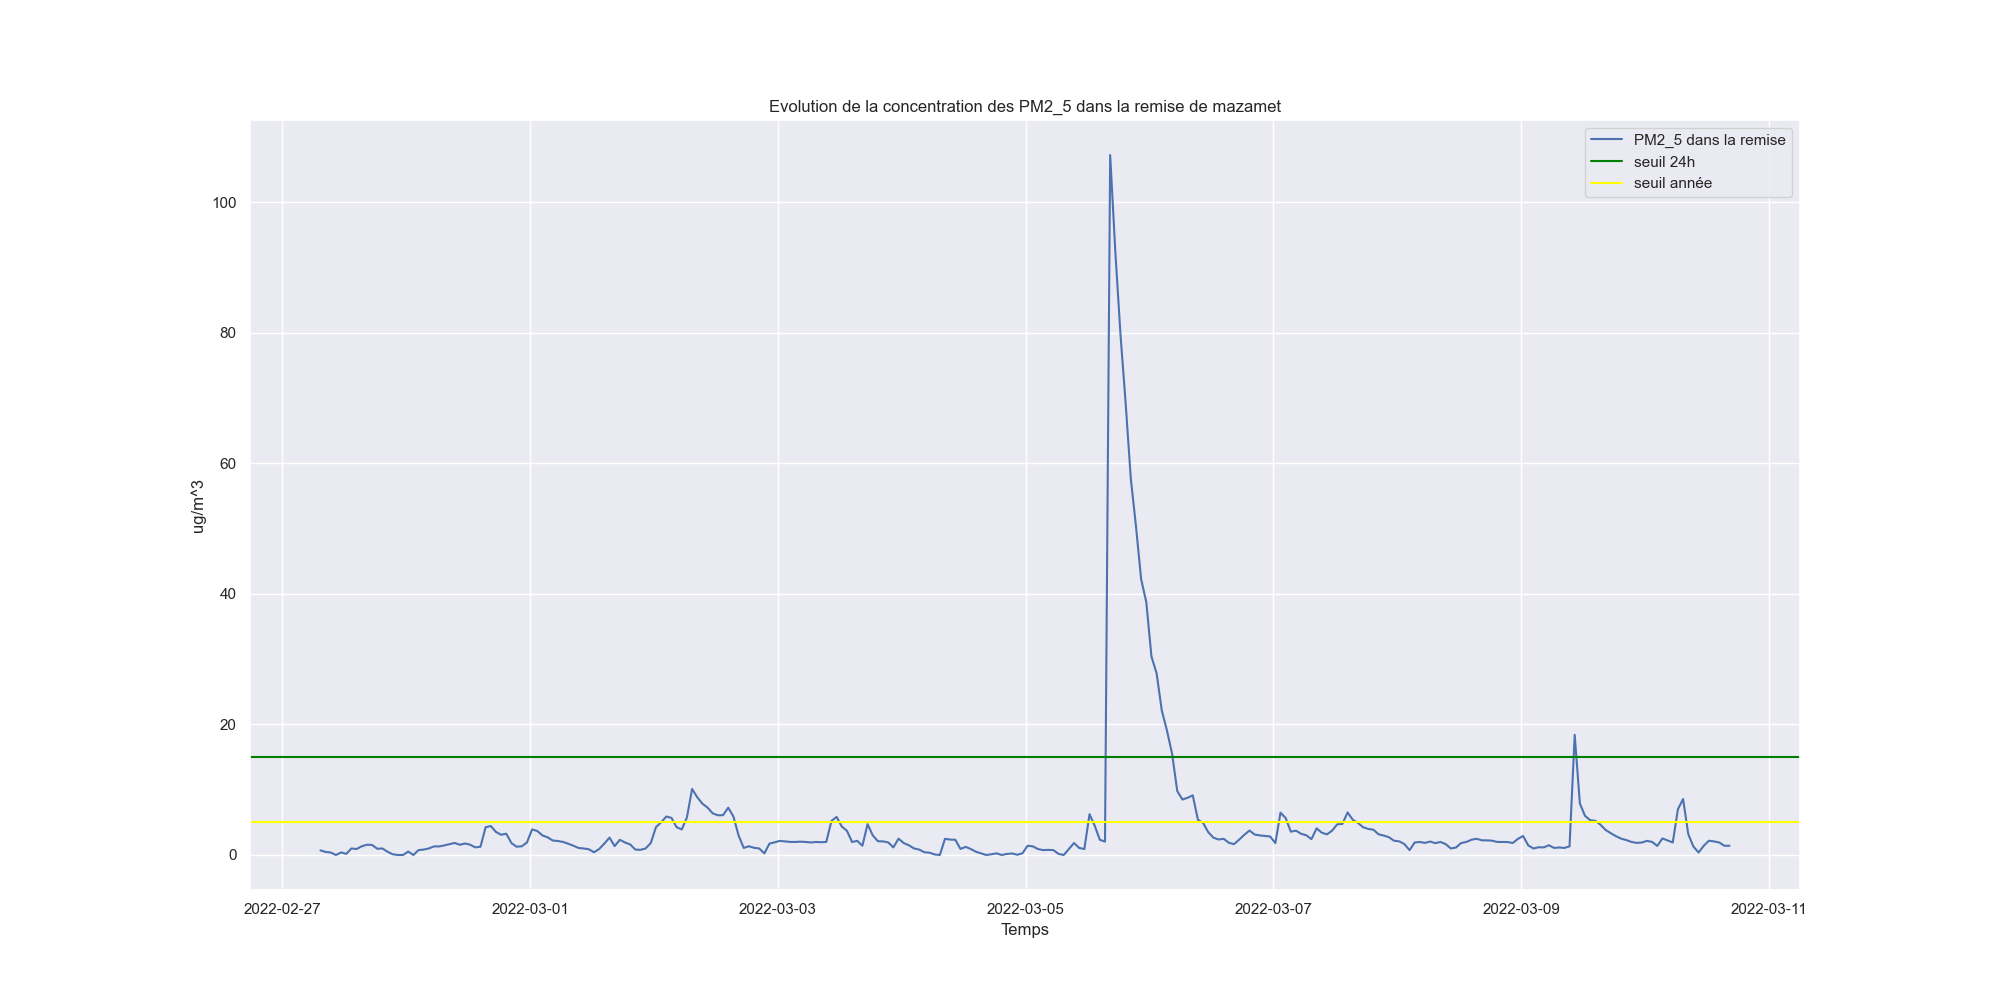 Evolution de la concentration des PM2_5 dans la remise de mazamet
PM2_5 dans la remise
seuil 24h
seuil année
100
80
60
40
20
0
ug/m^3
2022-02-27
2022-03-01
2022-03-03
2022-03-05
2022-03-07
2022-03-09
2022-03-11
Temps